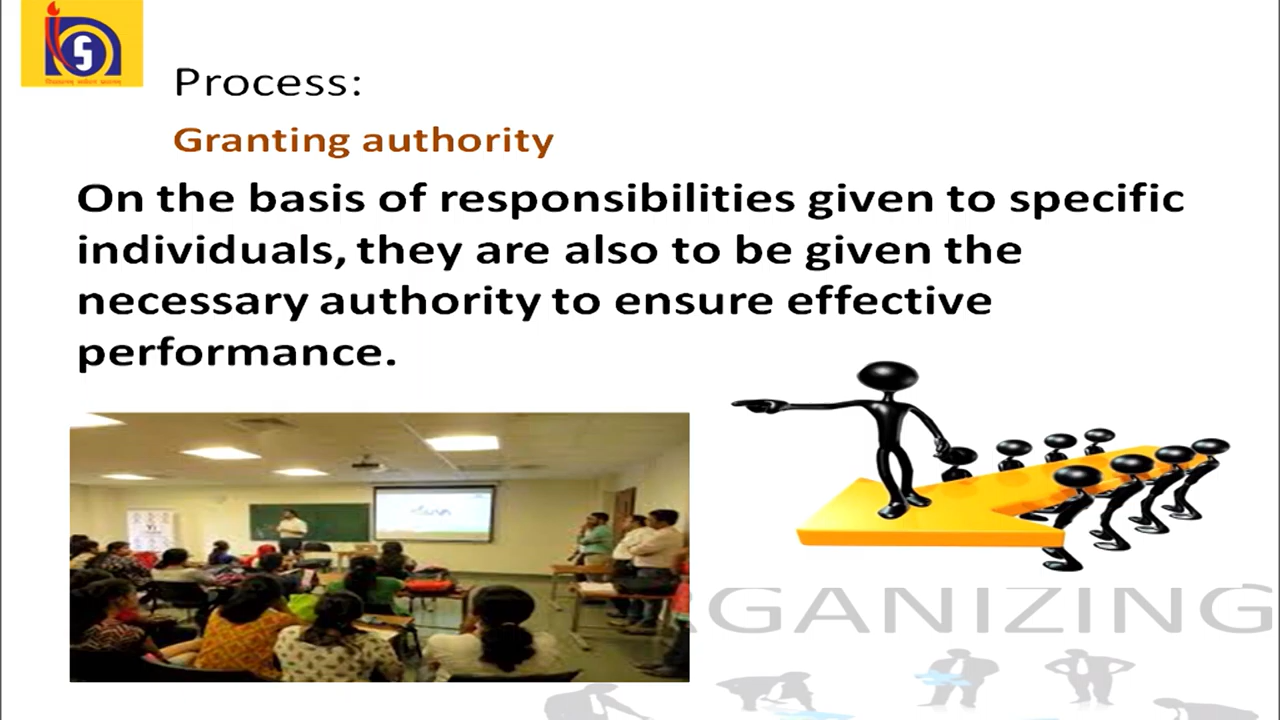 Process:
Granting authority
On the basis of responsibilities given to specific
individuals, they are also to be given the
necessary authority to ensure effective
performance.
RGANIZING